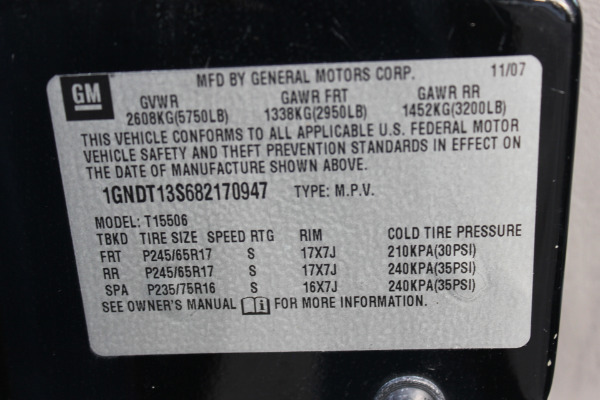 GM
MFD BY GENERAL MOTORS CORP. 11/07
GVWR GAWR FRT GAWR RR
2608KG(5750LB) 1338KG(2950LB) 1452KG(3200LB)
THIS VEHICLE CONFORMS TO ALL APPLICABLE U.S. FEDERAL MOTOR
VEHICLE SAFETY AND THEFT PREVENTION STANDARDS IN EFFECT ON
THE DATE OF MANUFACTURE SHOWN ABOVE.
1GNDT13S682170947 TYPE: M.P.V.
MODEL: T15506
TBKD TIRE SIZE SPEED RTG RIM COLD TIRE PRESSURE
FRT P245/65R17 S 17X7J 210KPA(30PSI)
RR P245/65R17 S 17X7J 240KPA(35PSI)
SPA P235/75R16 S 16X7J 240KPA(35PSI)
SEE OWNER'S MANUAL FOR MORE INFORMATION.